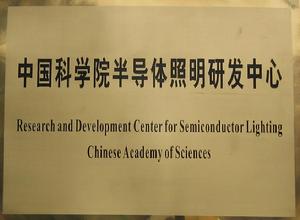 中国科学院半导体照明研发中心
Research and Development Center for Semiconductor Lighting
Chinese Academy of Sciences